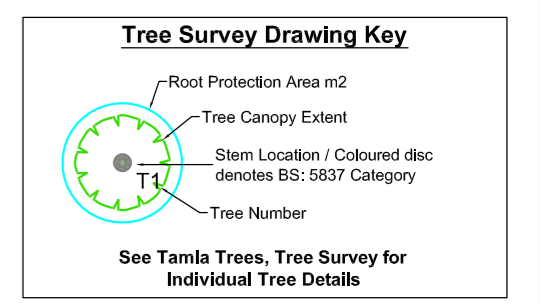 Tree Survey Drawing Key
Root Protection Area m2
Tree Canopy Extent
Stem Location / Coloured disc
denotes BS: 5837 Category
T1
Tree Number
See Tamla Trees, Tree Survey for
Individual Tree Details